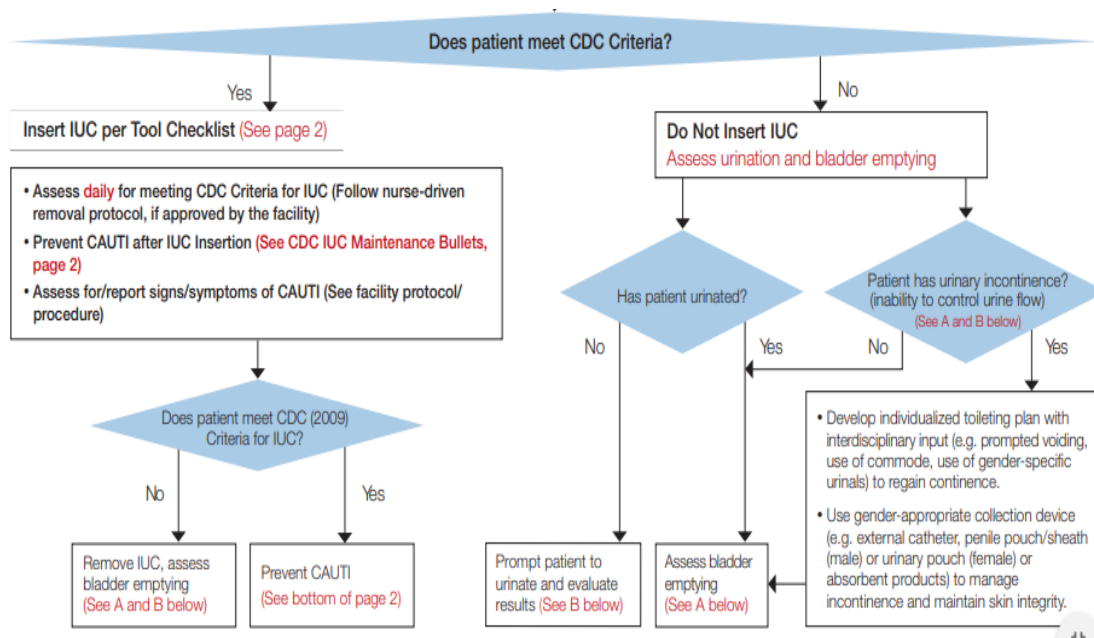 Does patient meet CDC Criteria?
Yes
No
Insert IUC per Tool Checklist (See page 2)
Do Not Insert IUC
Assess urination and bladder emptying
• Assess daily for meeting CDC Criteria for IUC (Follow nurse-driven
removal protocol, if approved by the facility)
• Prevent CAUTI after IUC Insertion (See CDC IUC Maintenance Bullets,
page 2)
• Assess for/report signs/symptoms of CAUTI (See facility protocol/
procedure)
Has patient urinated?
Patient has urinary incontinence?
(inability to control urine flow)
(See A and B below)
No
Yes
No
Yes
Does patient meet CDC (2009)
Criteria for IUC?
No
Yes
• Develop individualized toileting plan with
interdisciplinary input (e.g. prompted voiding,
use of commode, use of gender-specific
urinals) to regain continence.
• Use gender-appropriate collection device
(e.g. external catheter, penile pouch/sheath
(male) or urinary pouch (female) or
absorbent products) to manage
incontinence and maintain skin integrity.
Remove IUC, assess
bladder emptying
(See A and B below)
Prevent CAUTI
(See bottom of page 2)
Prompt patient to
urinate and evaluate
results (See B below)
Assess bladder
emptying
(See A below)